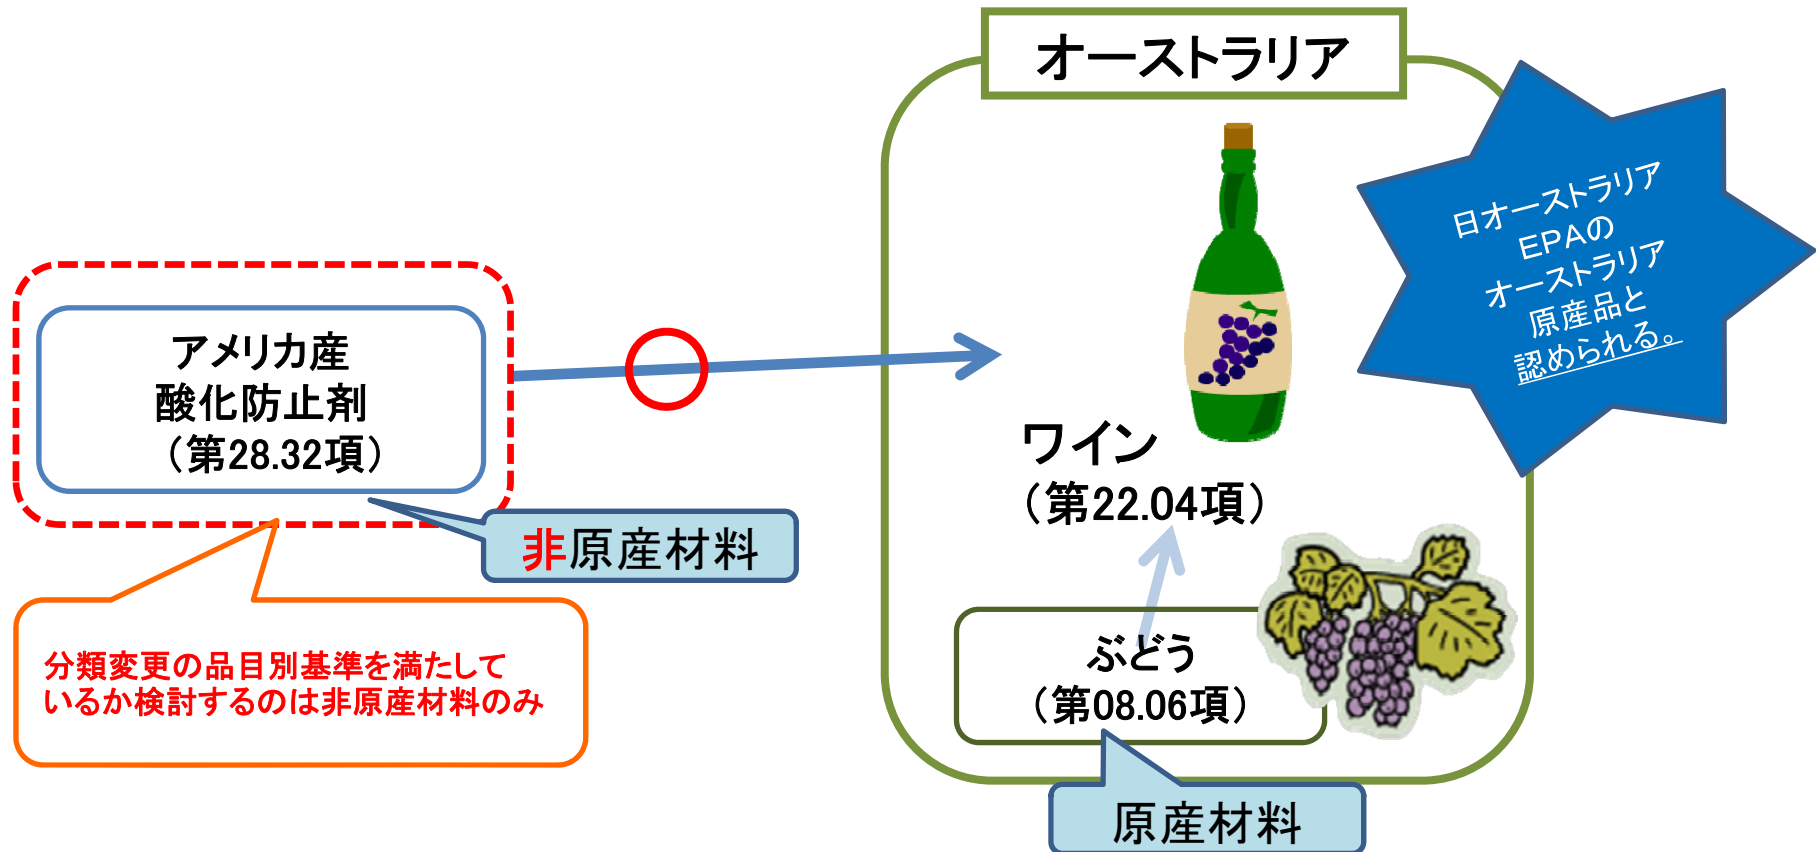 オーストラリア
日オーストラリア
EPAの
オーストラリア
原産品と
認められる。
アメリカ産
酸化防止剤
（第28.32項）
ワイン
（第22.04項）
非原産材料
分類変更の品目別基準を満たして
いるか検討するのは非原産材料のみ
ぶどう
（第08.06項）
原産材料